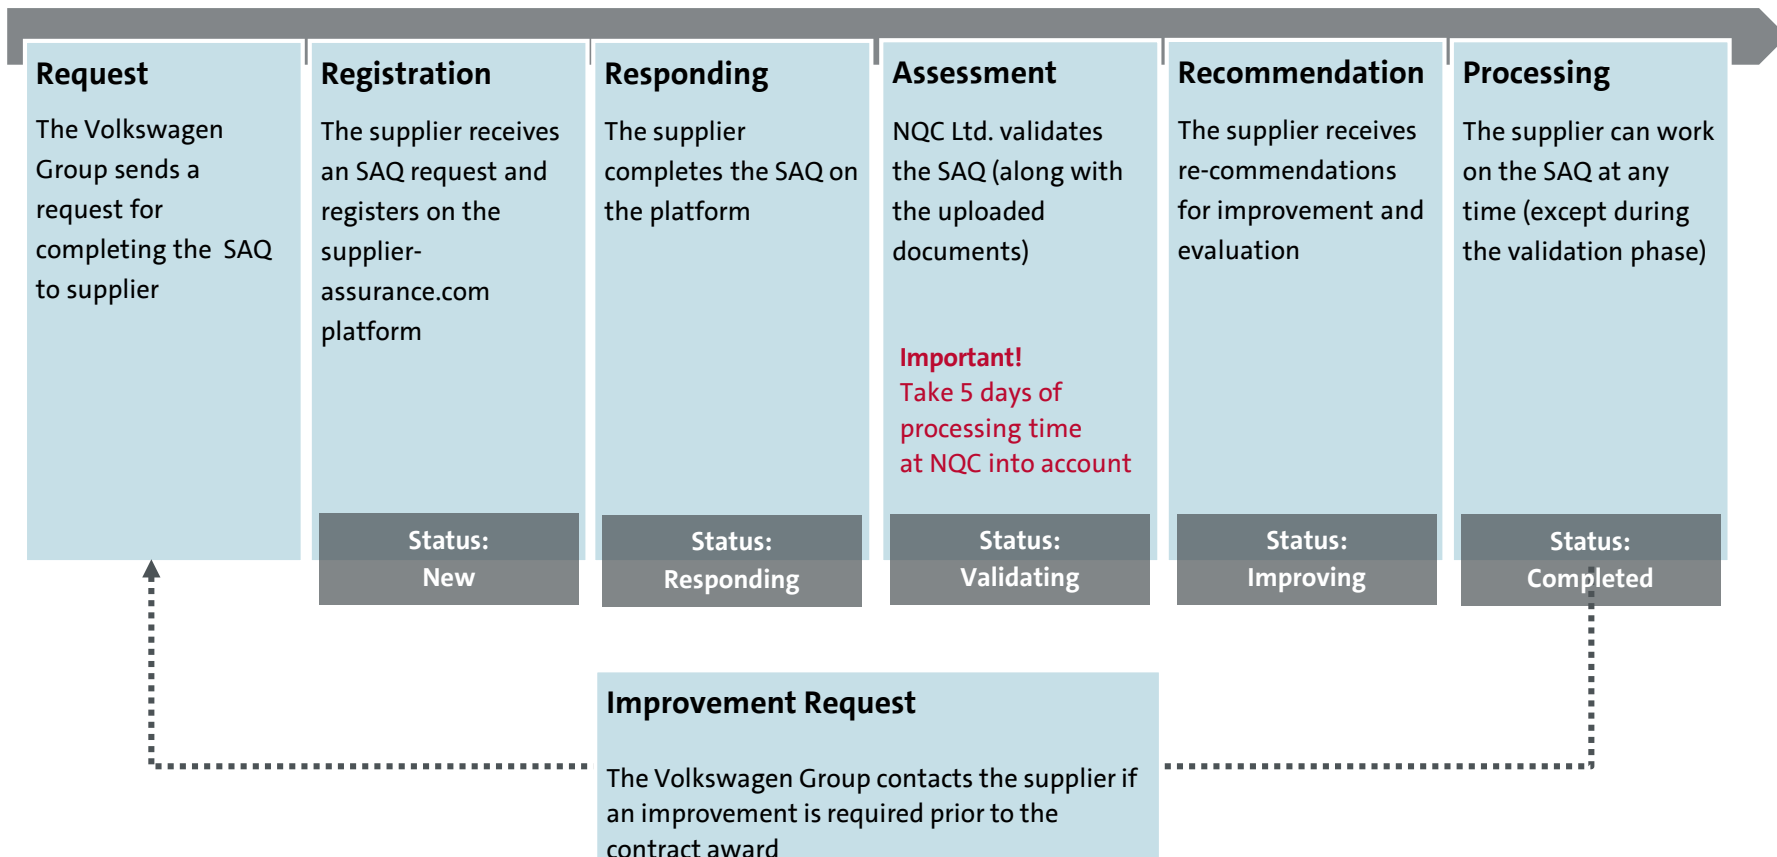 Request
The Volkswagen
Group sends a
request for
completing the SAQ
to supplier
Registration
The supplier receives
an SAQ request and
registers on the
supplier-
assurance.com
platform
Status:
New
Responding
The supplier
completes the SAQ on
the platform
Status:
Responding
Assessment
NQC Ltd. validates
the SAQ (along with
the uploaded
documents)
Important!
Take 5 days of
processing time
at NQC into account
Status:
Validating
Recommendation
The supplier receives
re-commendations
for improvement and
evaluation
Status:
Improving
Processing
The supplier can work
on the SAQ at any
time (except during
the validation phase)
Status:
Completed
Improvement Request
The Volkswagen Group contacts the supplier if
an improvement is required prior to the
contract award